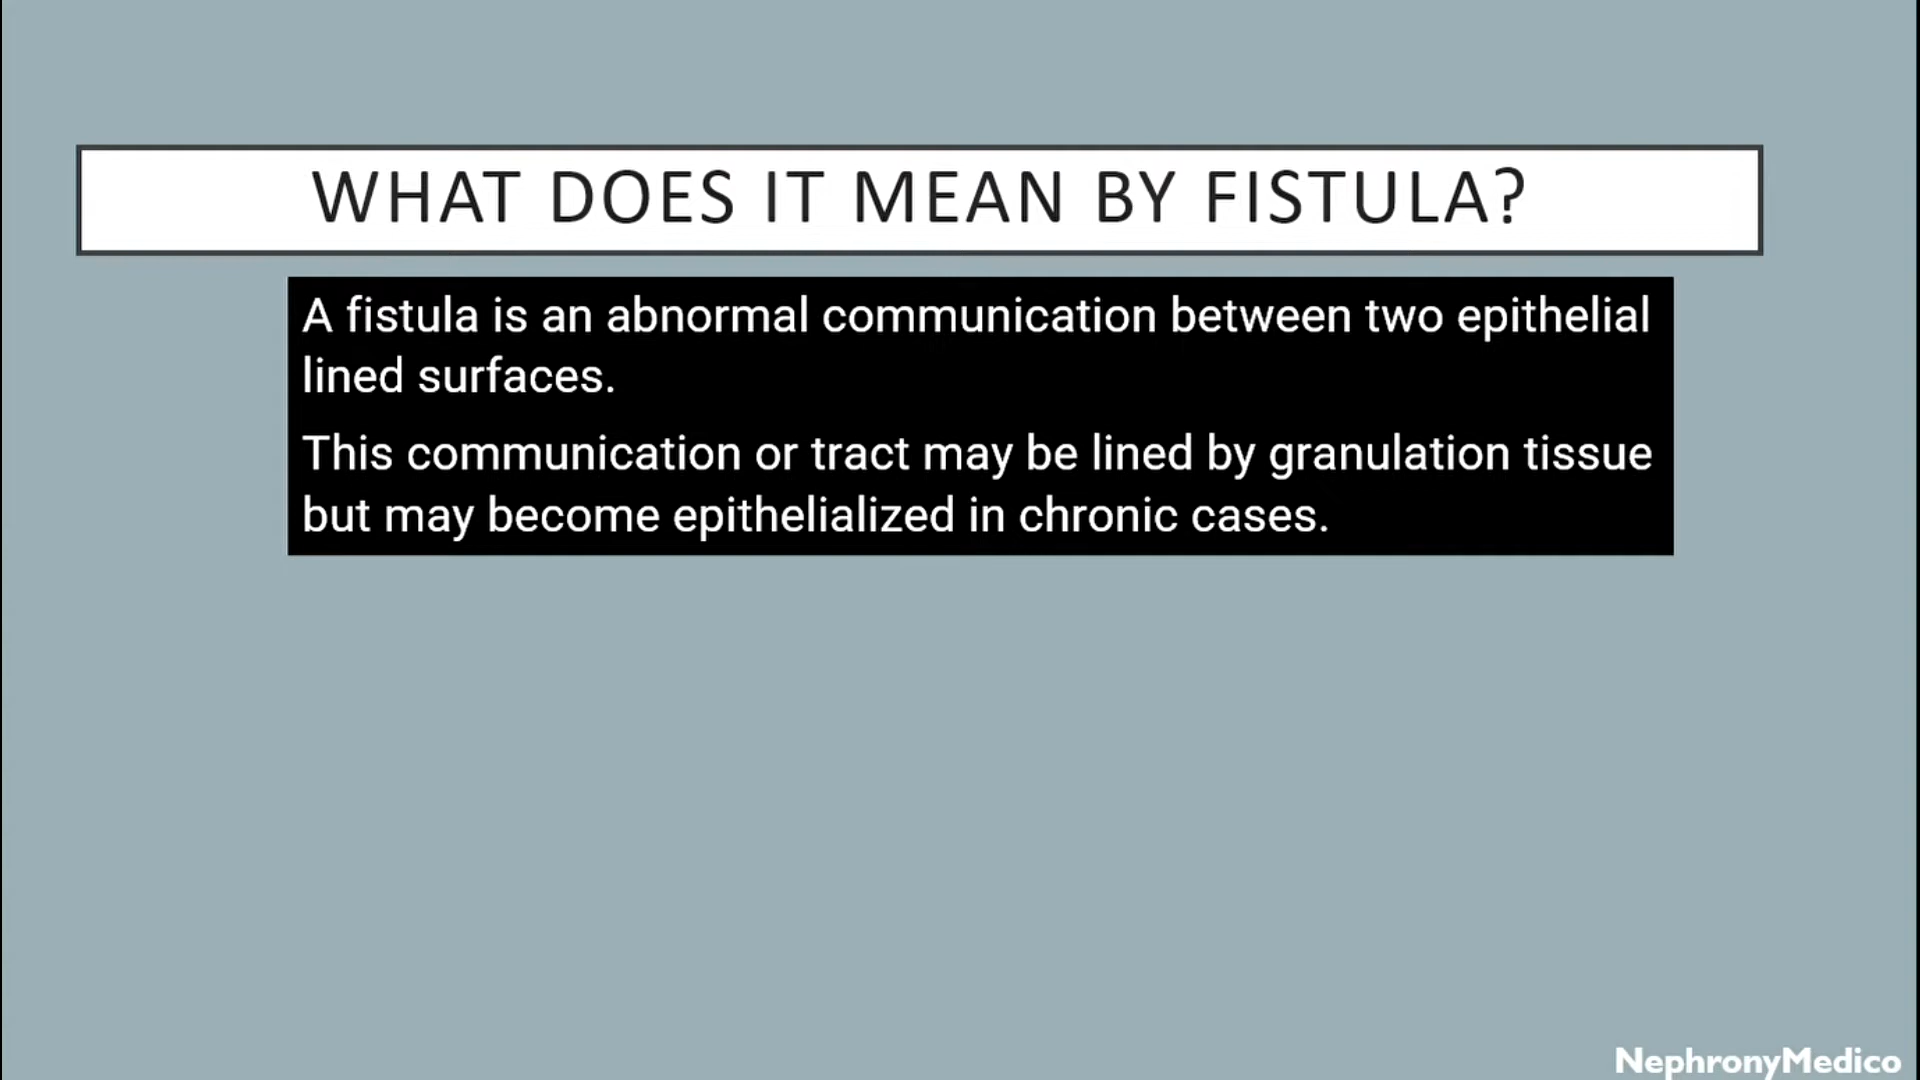 WHAT DOES IT MEAN BY FISTULA?
A fistula is an abnormal communication between two epithelial
lined surfaces.
This communication or tract may be lined by granulation tissue
but may become epithelialized in chronic cases.
NephronyMedico